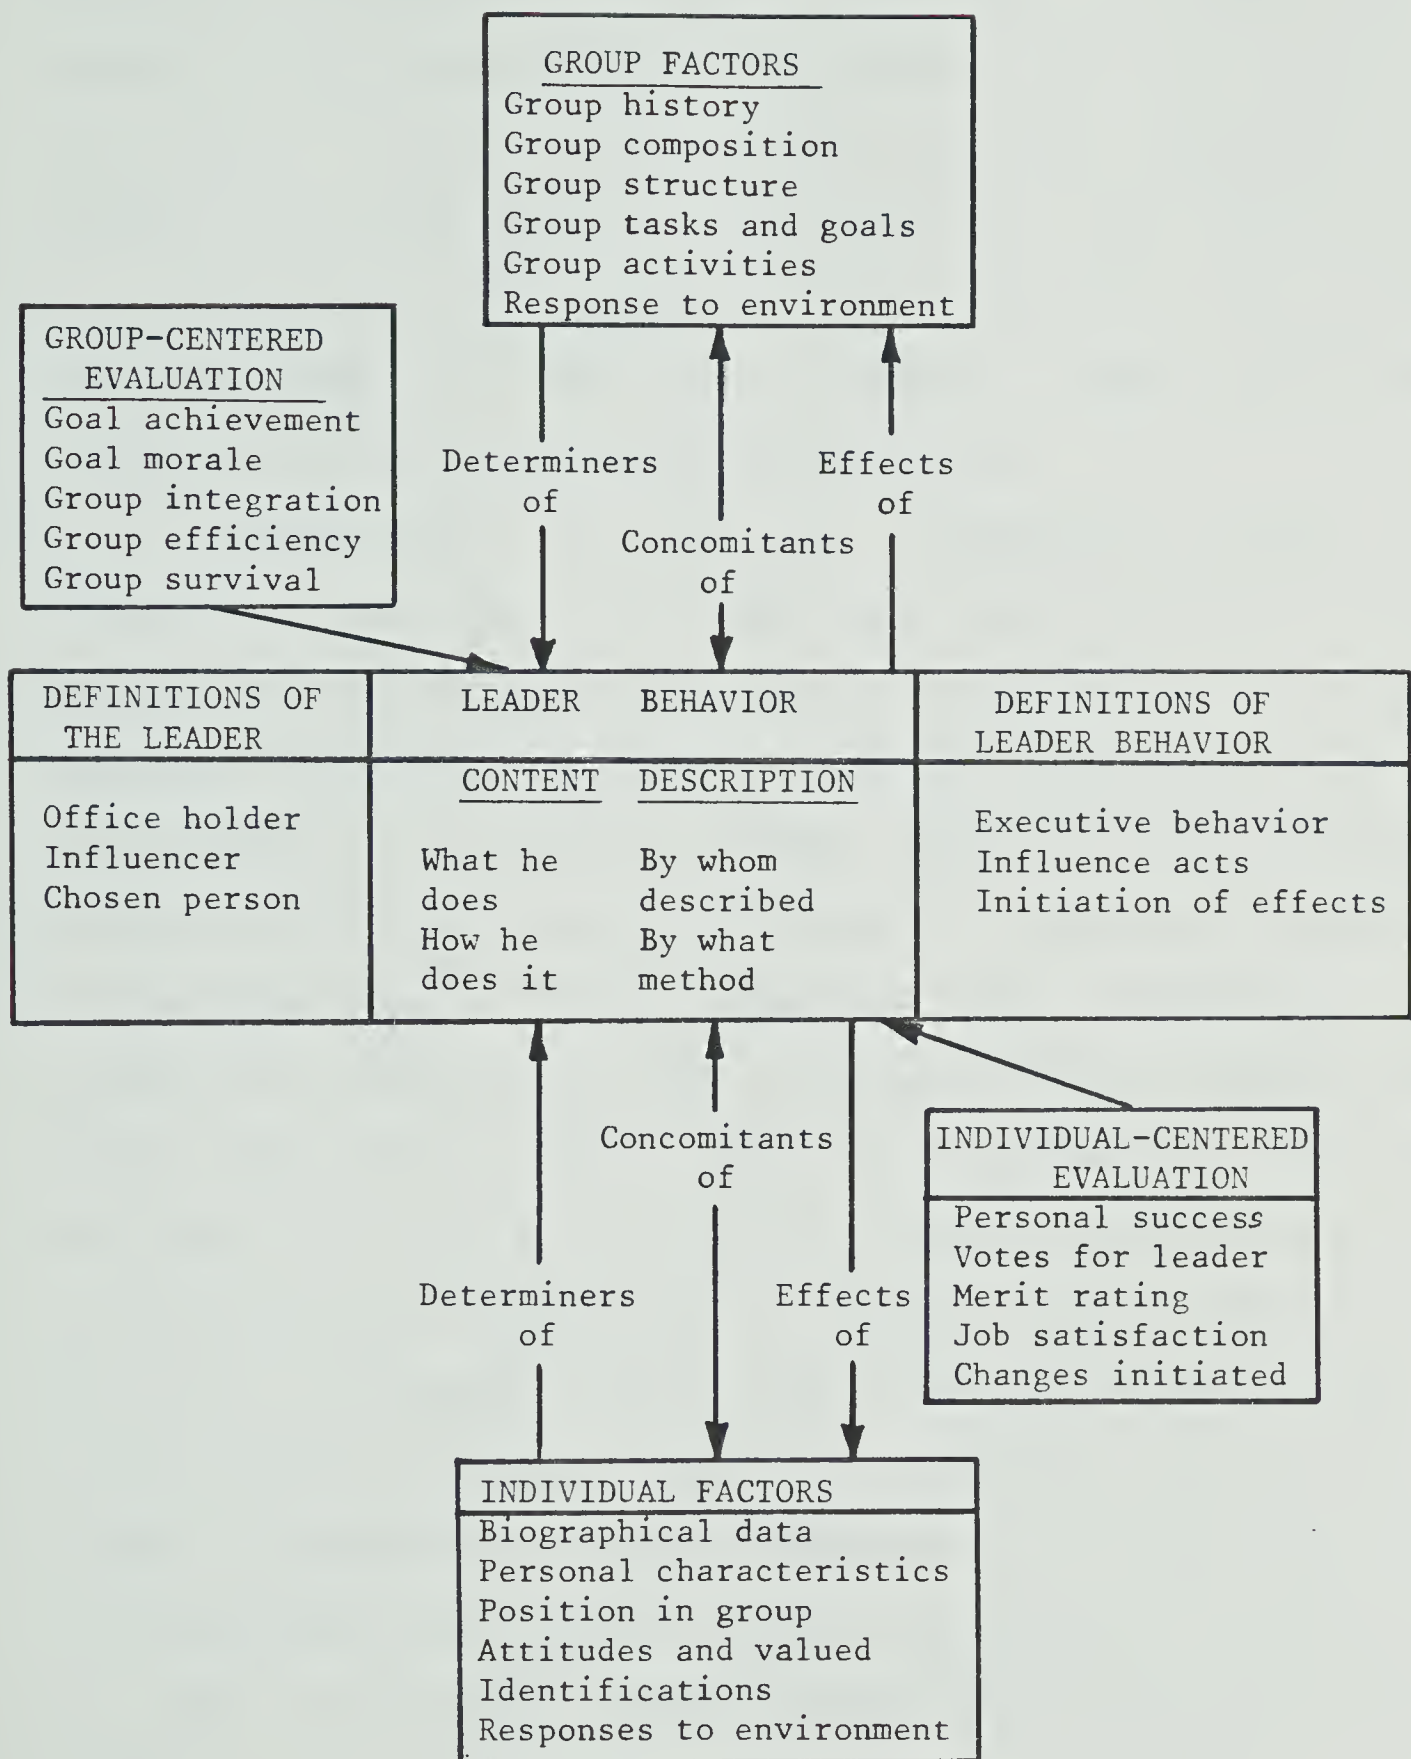 GROUP FACTORS
Group history
Group composition
Group structure
Group tasks and goals
Group activities
Response to environment
GROUP-CENTERED
EVALUATION
Goal achievement
Goal morale
Group integration
Group efficiency
Group survival
Determiners
of
Concomitants
of
Effects
of
DEFINITIONS OF
THE LEADER
Office holder
Influencer
Chosen person
LEADER BEHAVIOR
CONTENT DESCRIPTION
What he By whom
does described
How he By what
does it method
DEFINITIONS OF
LEADER BEHAVIOR
Executive behavior
Influence acts
Initiation of effects
Concomitants
of
Determiners
of
Effects
of
INDIVIDUAL-CENTERED
EVALUATION
Personal success
Votes for leader
Merit rating
Job satisfaction
Changes initiated
INDIVIDUAL FACTORS
Biographical data
Personal characteristics
Position in group
Attitudes and valued
Identifications
Responses to environment